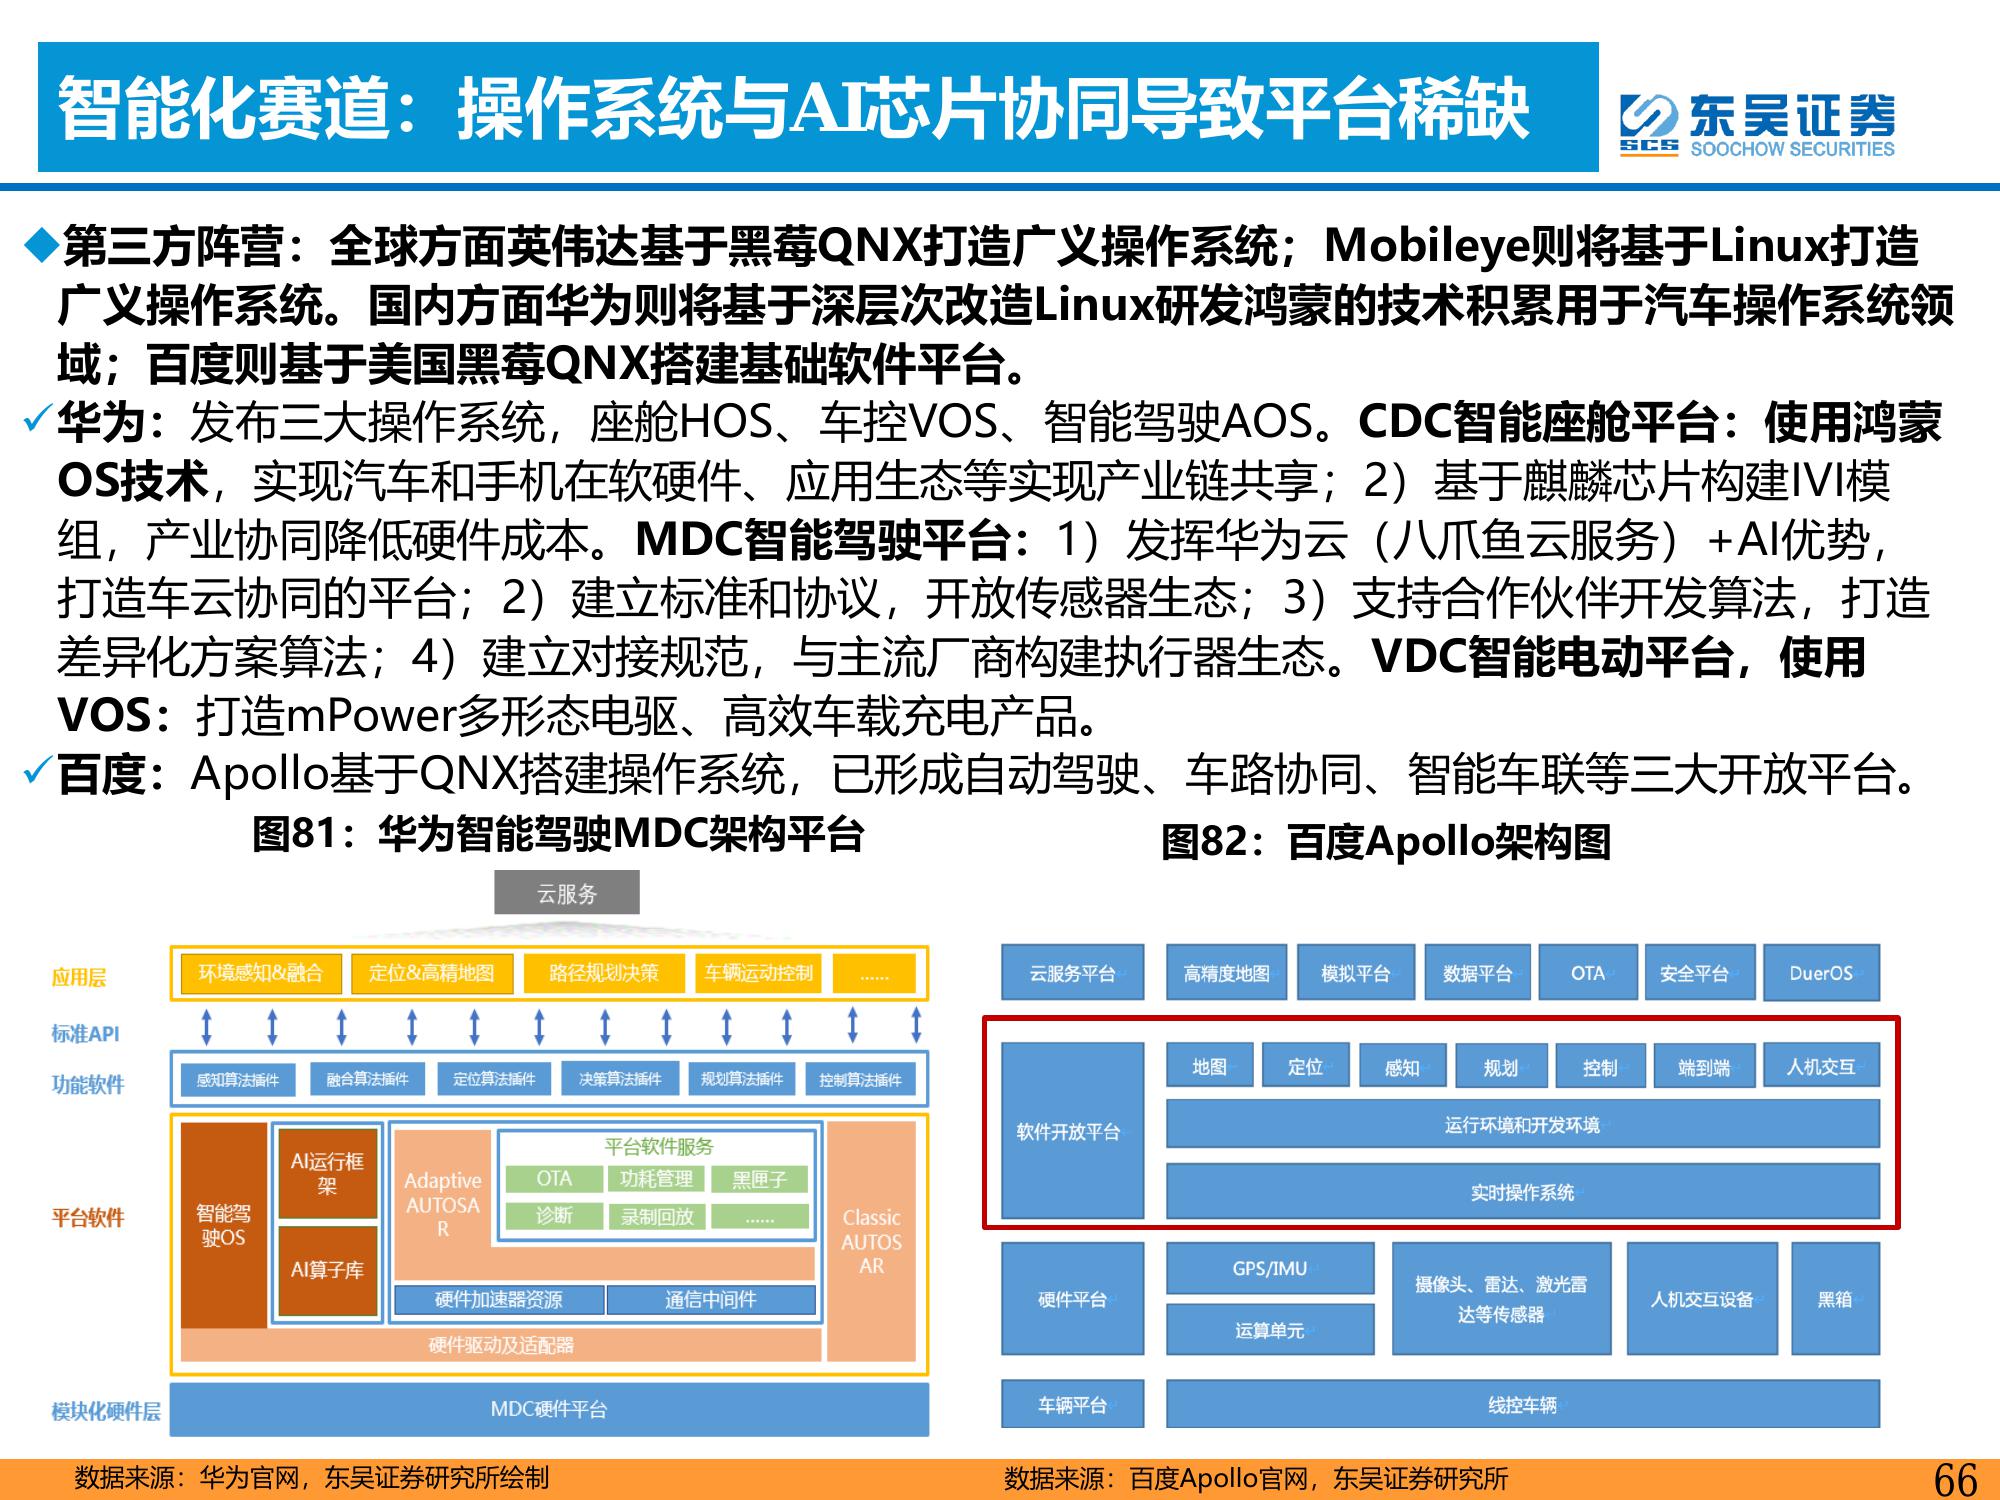 智能化赛道：操作系统与AI芯片协同导致平台稀缺
东吴证券
SCS
SOOCHOW SECURITIES
◆第三方阵营：全球方面英伟达基于黑莓QNX打造广义操作系统；Mobileye则将基于Linux打造
广义操作系统。国内方面华为则将基于深层次改造Linux研发鸿蒙的技术积累用于汽车操作系统领
域；百度则基于美国黑莓QNX搭建基础软件平台。
✓华为：发布三大操作系统，座舱HOS、车控VOS、智能驾驶AOS。CDC智能座舱平台：使用鸿蒙
OS技术，实现汽车和手机在软硬件、应用生态等实现产业链共享；2）基于麒麟芯片构建IVI模
组，产业协同降低硬件成本。MDC智能驾驶平台：1）发挥华为云（八爪鱼云服务）+AI优势，
打造车云协同的平台；2）建立标准和协议，开放传感器生态；3）支持合作伙伴开发算法，打造
差异化方案算法；4）建立对接规范，与主流厂商构建执行器生态。VDC智能电动平台，使用
VOS：打造mPower多形态电驱、高效车载充电产品。
✓百度：Apollo基于QNX搭建操作系统，已形成自动驾驶、车路协同、智能车联等三大开放平台。
图81：华为智能驾驶MDC架构平台
云服务
应用层
环境感知&融合
定位&高精地图
路径规划决策
车辆运动控制
......
标准API
功能软件
感知算法插件
融合算法插件
定位算法插件
决策算法插件
规划算法插件
控制算法插件
平台软件
智能驾
驶OS
AI运行框
架
AI算子库
Adaptive
AUTOSA
R
平台软件服务
OTA
功耗管理
黑匣子
诊断
录制回放
......
硬件加速器资源
通信中间件
Classic
AUTOS
AR
硬件驱动及适配器
模块化硬件层
MDC硬件平台
图82：百度Apollo架构图
云服务平台
高精度地图
模拟平台
数据平台
OTA
安全平台
DuerOS
软件开放平台
地图
定位
感知
规划
控制
端到端
人机交互
运行环境和开发环境
实时操作系统
硬件平台
GPS/IMU
运算单元
摄像头、雷达、激光雷
达等传感器
人机交互设备
黑箱
车辆平台
线控车辆
数据来源：华为官网，东吴证券研究所绘制
数据来源：百度Apollo官网，东吴证券研究所
66